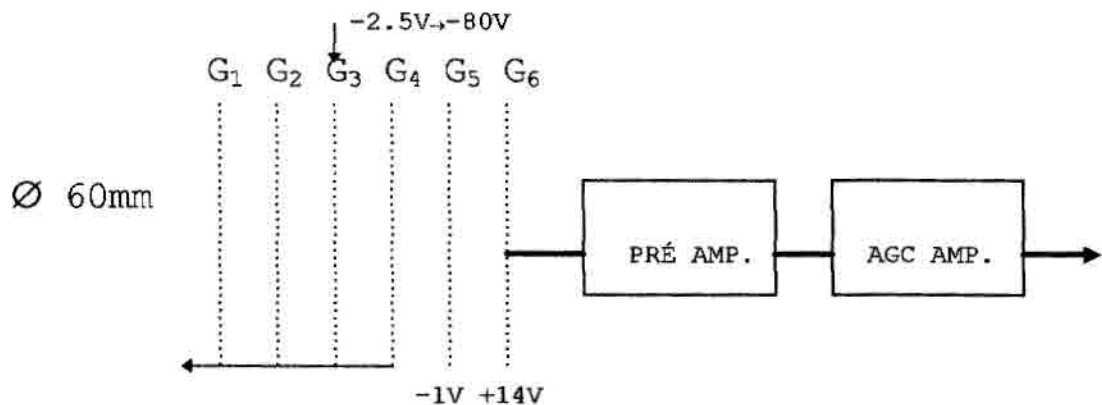 -2.5V→-80V
G₁ G₂ G₃ G₄ G₅ G₆
Ø 60mm
PRÉ AMP. AGC AMP.
-1V +14V